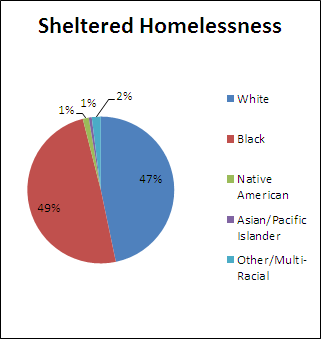 Sheltered Homelessness
1%
1%
2%
47%
49%
White
Black
Native
American
Asian/Pacific
Islander
Other/Multi-
Racial